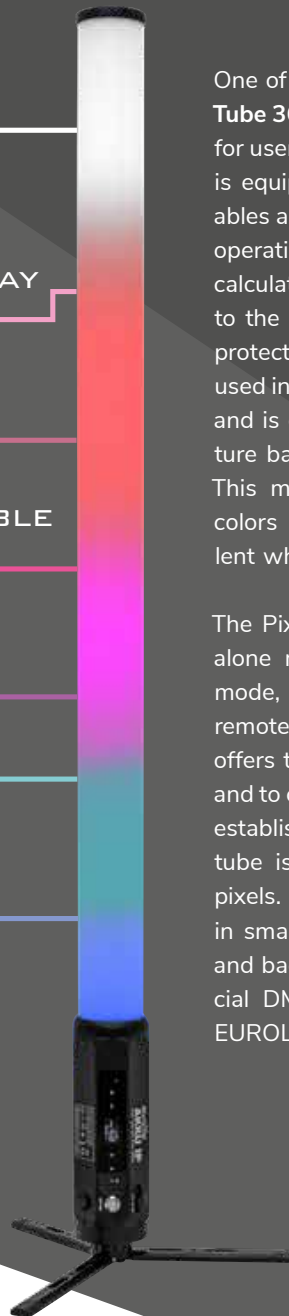 AY
BLE
One of
Tube 3
for user
is equi
ables a
operati
calculat
to the
protect
used in
and is
ture ba
This m
colors
lent wh
The Pix
alone
mode,
remote
offers t
and to
establis
tube is
pixels.
in sma
and ba
cial DM
EUROL